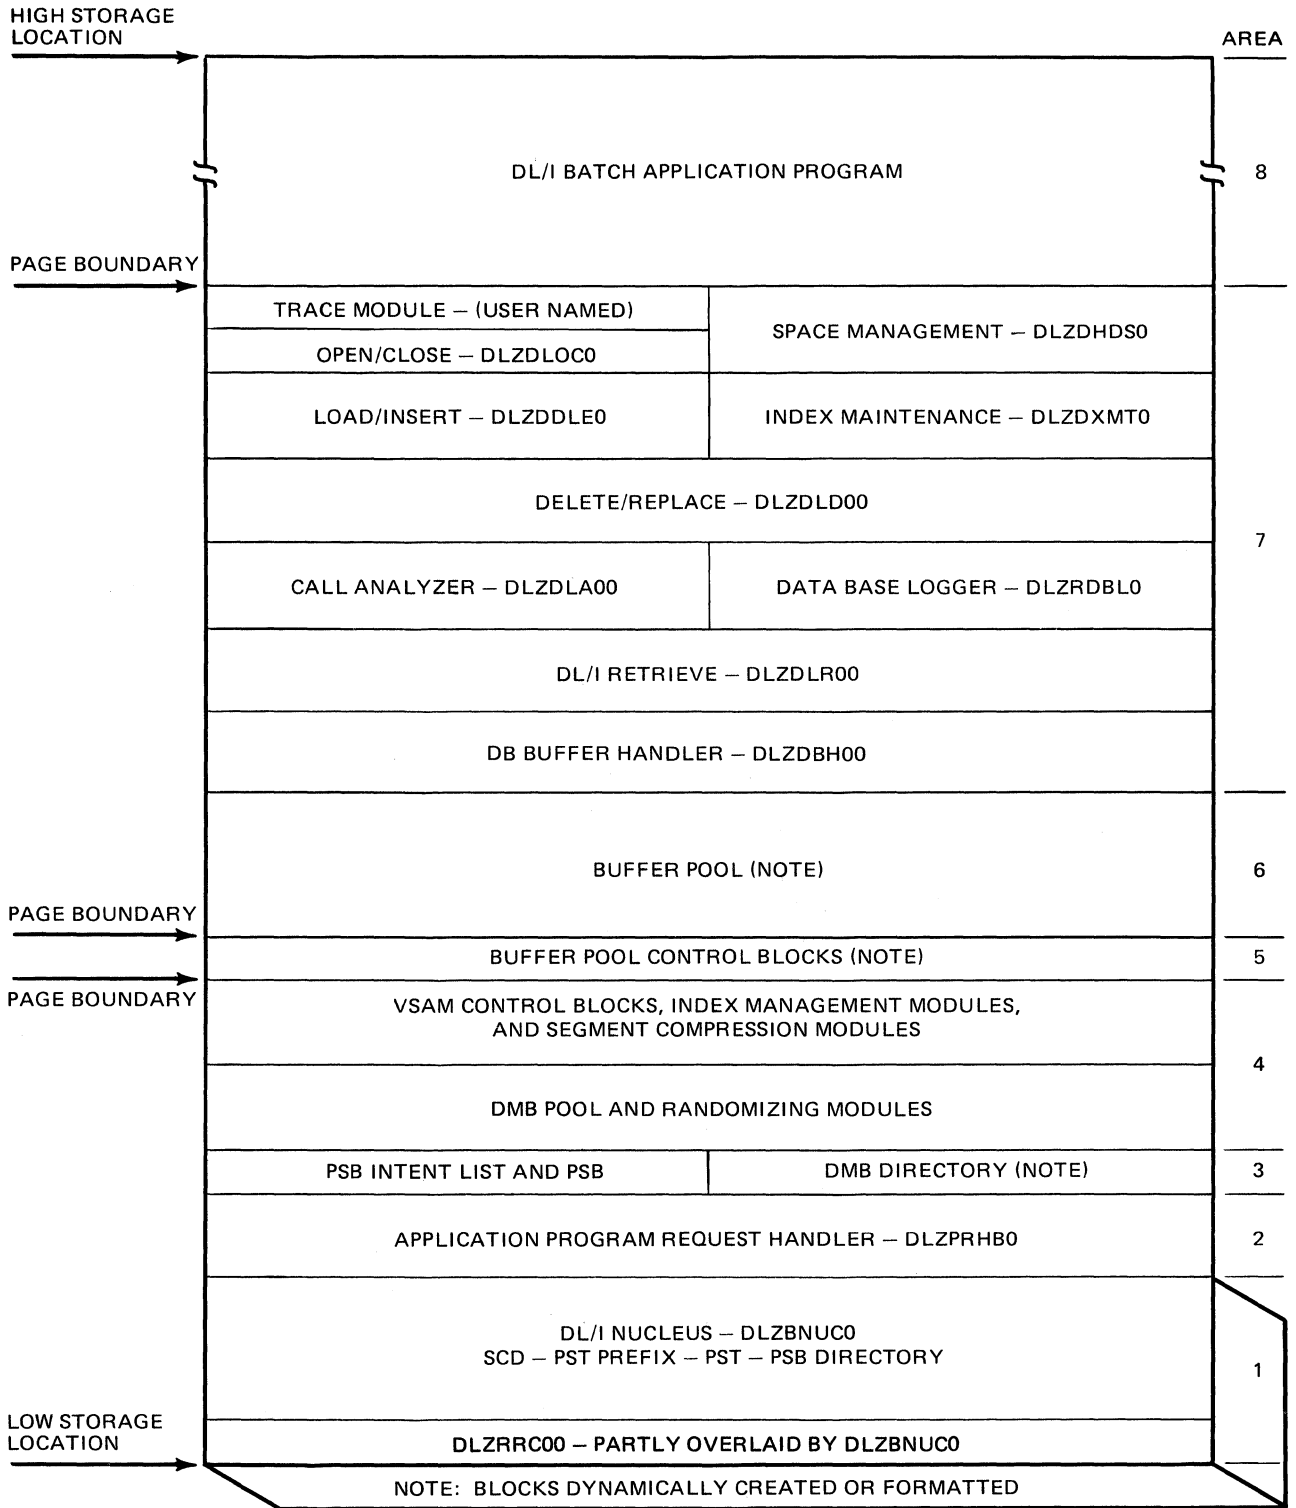 HIGH STORAGE
LOCATION
AREA
DL/I BATCH APPLICATION PROGRAM
8
PAGE BOUNDARY
TRACE MODULE — (USER NAMED)
SPACE MANAGEMENT — DLZDHDS0
OPEN/CLOSE — DLZDLOC0
LOAD/INSERT — DLZDDLE0
INDEX MAINTENANCE — DLZDXMT0
DELETE/REPLACE — DLZDLD00
7
CALL ANALYZER — DLZDLA00
DATA BASE LOGGER — DLZRDBL0
DL/I RETRIEVE — DLZDLR00
DB BUFFER HANDLER — DLZDBH00
BUFFER POOL (NOTE)
6
PAGE BOUNDARY
BUFFER POOL CONTROL BLOCKS (NOTE)
5
PAGE BOUNDARY
VSAM CONTROL BLOCKS, INDEX MANAGEMENT MODULES,
AND SEGMENT COMPRESSION MODULES
4
DMB POOL AND RANDOMIZING MODULES
PSB INTENT LIST AND PSB
DMB DIRECTORY (NOTE)
3
APPLICATION PROGRAM REQUEST HANDLER — DLZPRHB0
2
DL/I NUCLEUS — DLZBNUC0
SCD — PST PREFIX — PST — PSB DIRECTORY
1
LOW STORAGE
LOCATION
DLZRRC00 — PARTLY OVERLAID BY DLZBNUC0
NOTE: BLOCKS DYNAMICALLY CREATED OR FORMATTED